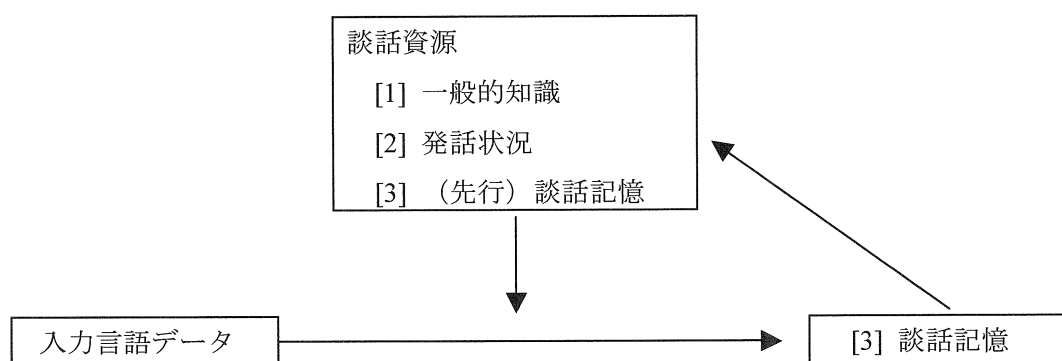 談話資源
[1] 一般的知識
[2] 発話状況
[3] （先行）談話記憶
入力言語データ
[3] 談話記憶